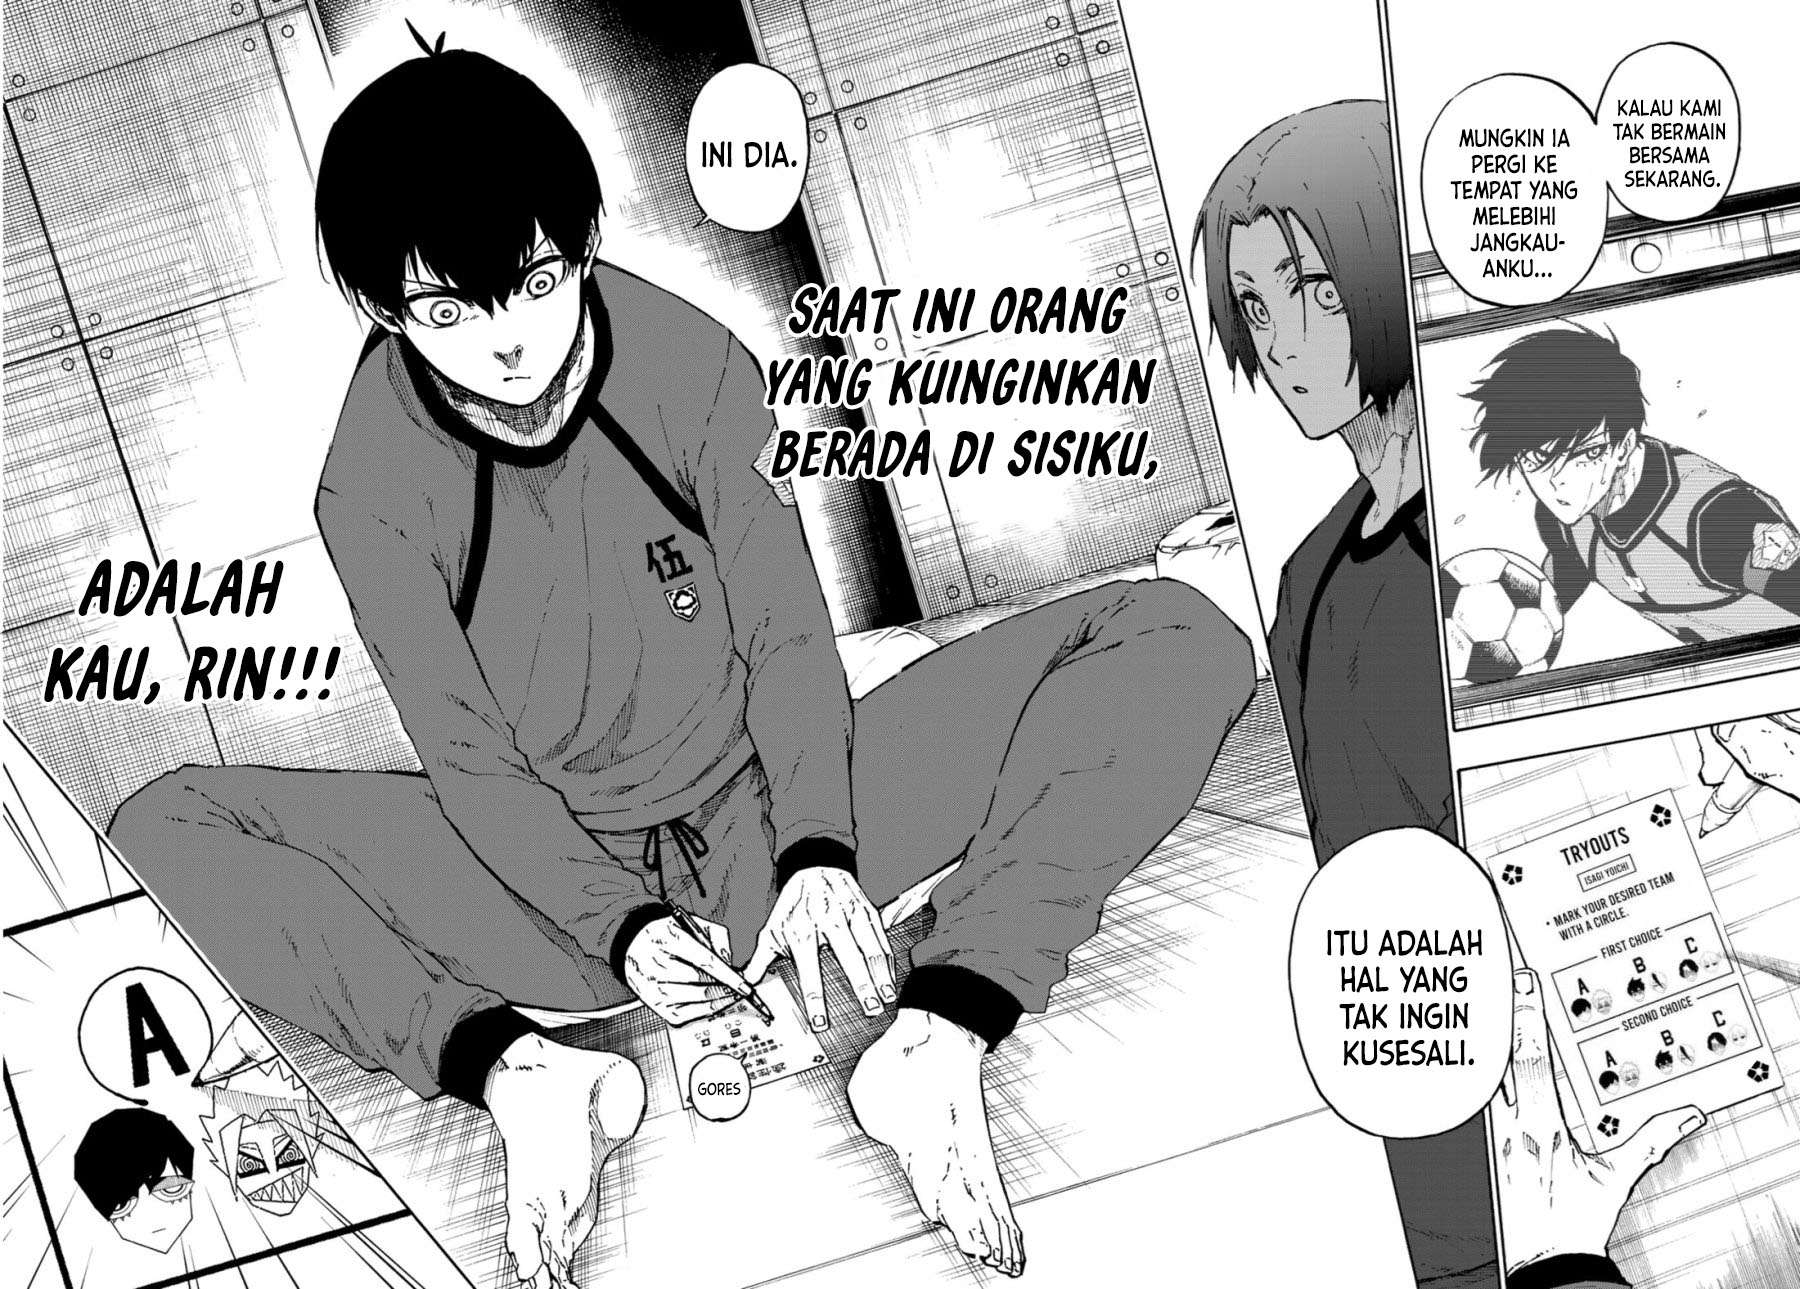 KALAU KAMI
TAK BERMAIN
BERSAMA
SEKARANG.
MUNGKIN IA
PERGI KE
TEMPAT YANG
MELEBIHI
JANGKAU-
ANKU...
TRYOUTS
ISAGI YOICHI
* MARK YOUR DESIRED TEAM
WITH A CIRCLE.
FIRST CHOICE
A B C
SECOND CHOICE
A B C
ITU ADALAH
HAL YANG
TAK INGIN
KUSESALI.
INI DIA.
SAAT INI ORANG
YANG KUINGINKAN
BERADA DI SISIKU,
伍
GORES
ADALAH
KAU, RIN!!!
A